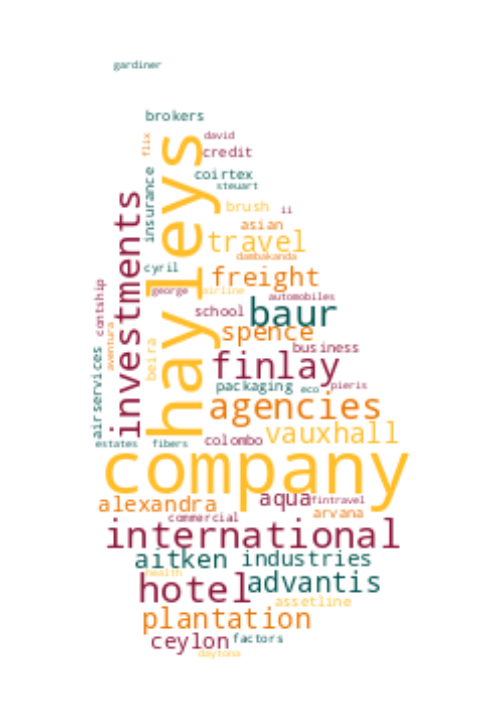 gardiner
brokers
david
flix
credit
coirtex
steuart
insurance
hayleys
investments
brush
ii
asian
travel
dambakanda
cyril
freight
george
airline
automobiles
contship
school
baur
aventura
spence
beira
business
finlay
airservices
packaging
eco
pieris
agencies
vauxhall
estates
fibers
colombo
company
alexandra
aqua
fintravel
arvana
commercial
international
aitken
industries
health
hotel
advantis
assetline
plantation
ceylon
factors
daytona